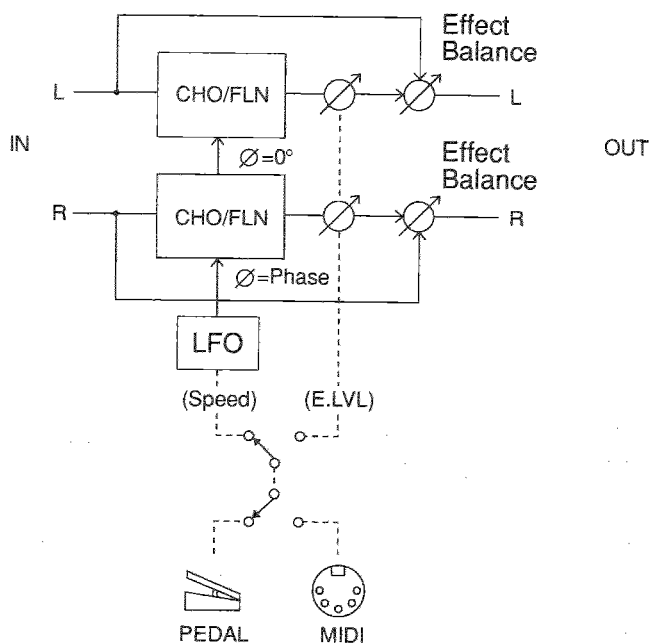 Effect
Balance
L
CHO/FLN
L
IN
Ø=0°
Effect
Balance
OUT
R
CHO/FLN
R
Ø=Phase
LFO
(Speed)
(E.LVL)
PEDAL
MIDI